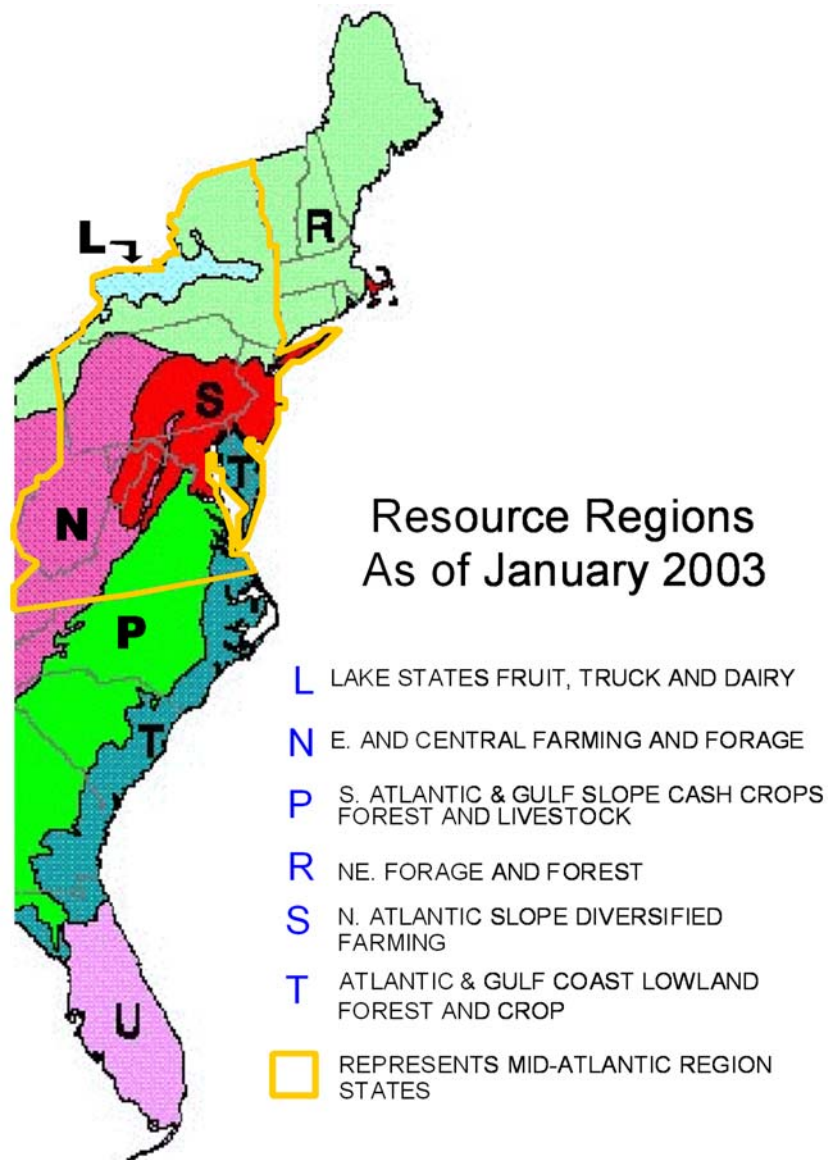 R
L
S
T
N
Resource Regions
As of January 2003
P
L LAKE STATES FRUIT, TRUCK AND DAIRY
T
N E. AND CENTRAL FARMING AND FORAGE
P S. ATLANTIC & GULF SLOPE CASH CROPS
FOREST AND LIVESTOCK
R NE. FORAGE AND FOREST
S N. ATLANTIC SLOPE DIVERSIFIED
FARMING
T ATLANTIC & GULF COAST LOWLAND
FOREST AND CROP
U
REPRESENTS MID-ATLANTIC REGION
STATES